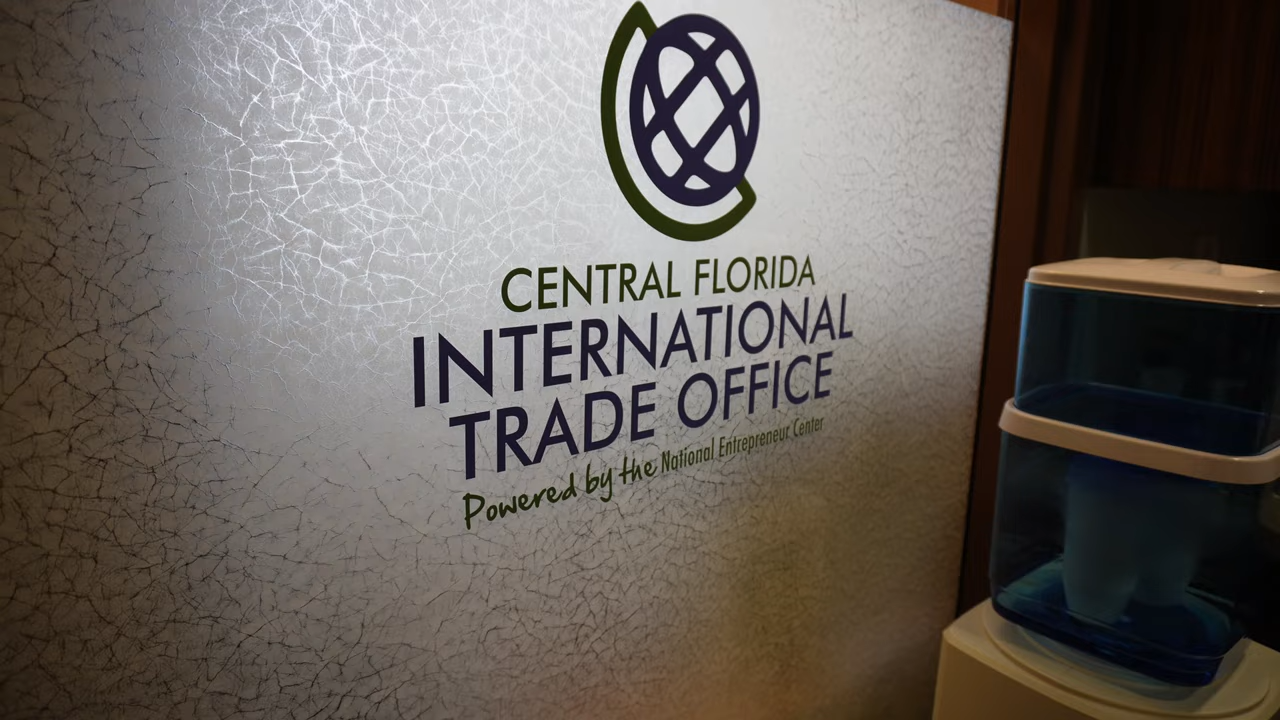 CENTRAL FLORIDA
INTERNATIONAL
TRADE OFFICE
Powered by the National Entrepreneur Center